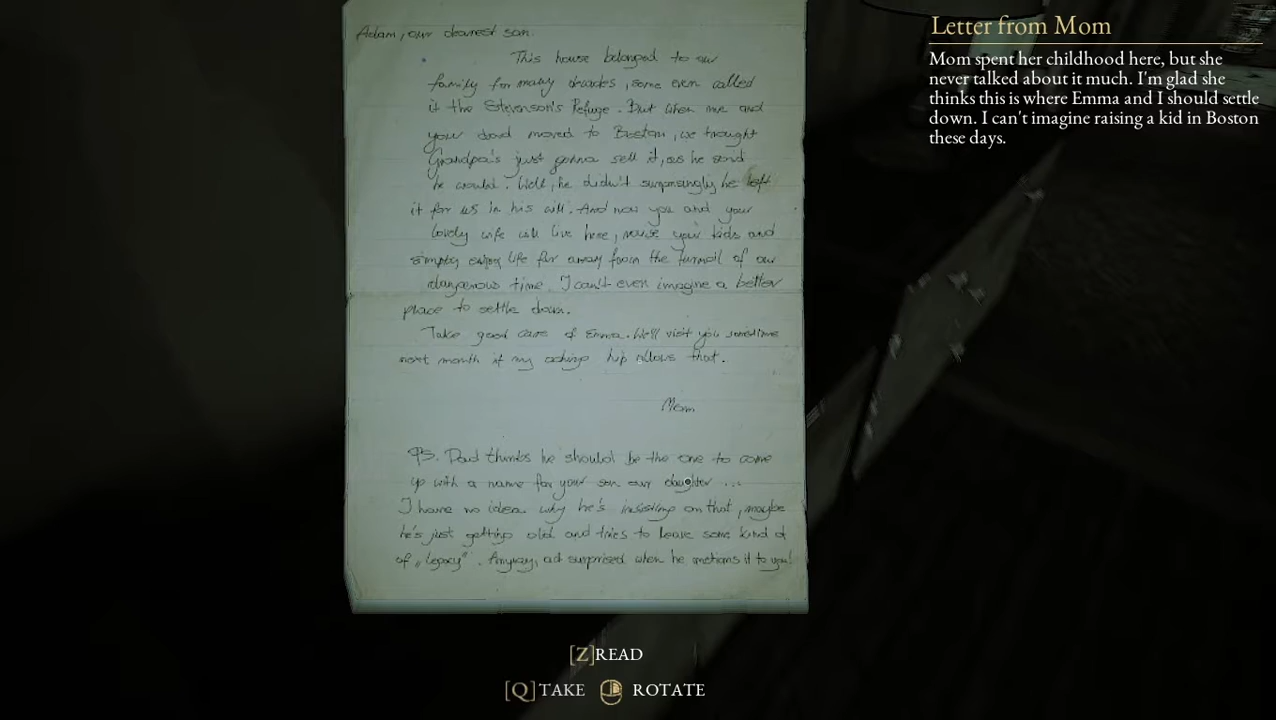 Adam, our dearest son.
This house belonged to our
family for many decades, some even called
it the Stevenson's Refuge. But when me and
your dad moved to Boston, we thought
Grandpa's just gonna sell it, as he said
he would. Well, he didn't surprisingly he left
it for us in his will. And now you and your
lovely wife will live here, raise your kids and
simply enjoy life far away from the turmoil of our
dangerous time. I can't even imagine a better
place to settle down.
Take good care of Emma. We'll visit you sometime
next month if my aching hip allows that.
Mom
PS. Dad thinks he should be the one to come
up with a name for your son our daughter ...
I have no idea why he's insisting on that, maybe
he's just getting old and tries to leave some kind of
of „legacy". Anyway, act surprised when he mentions it to you!
Letter from Mom
Mom spent her childhood here, but she
never talked about it much. I'm glad she
thinks this is where Emma and I should settle
down. I can't imagine raising a kid in Boston
these days.
[Z]READ
[Q]TAKE ROTATE